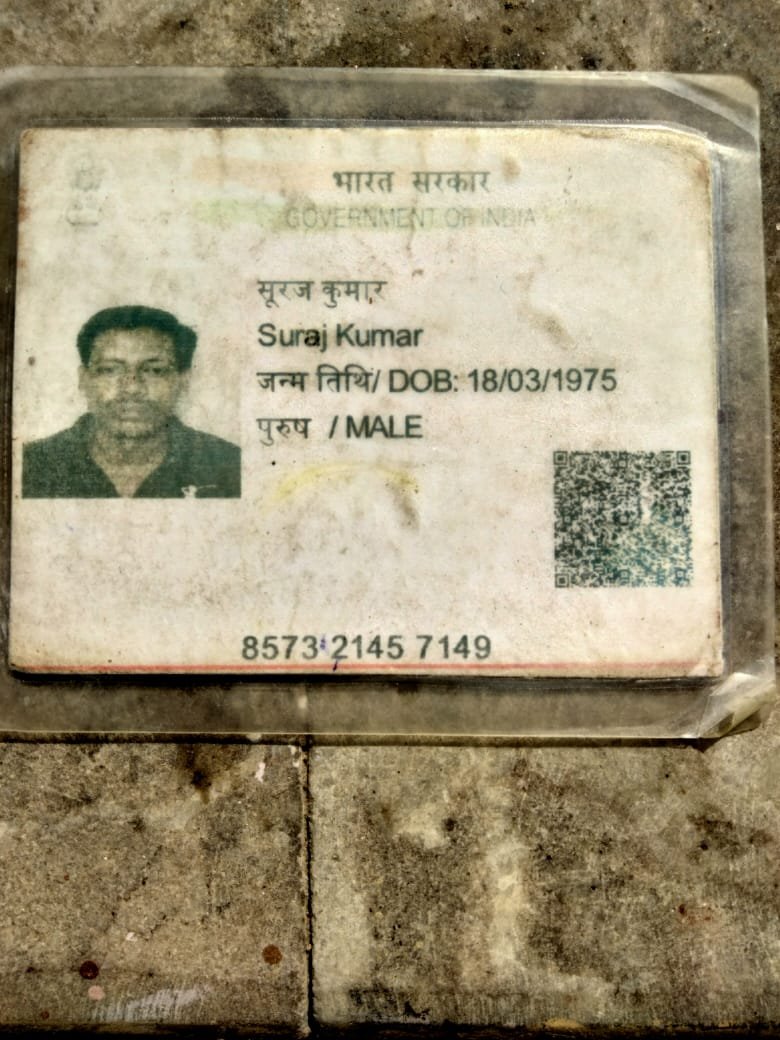 भारत सरकार
GOVERNMENT OF INDIA
सूरज कुमार
Suraj Kumar
जन्म तिथि/ DOB: 18/03/1975
पुरुष / MALE
8573 2145 7149